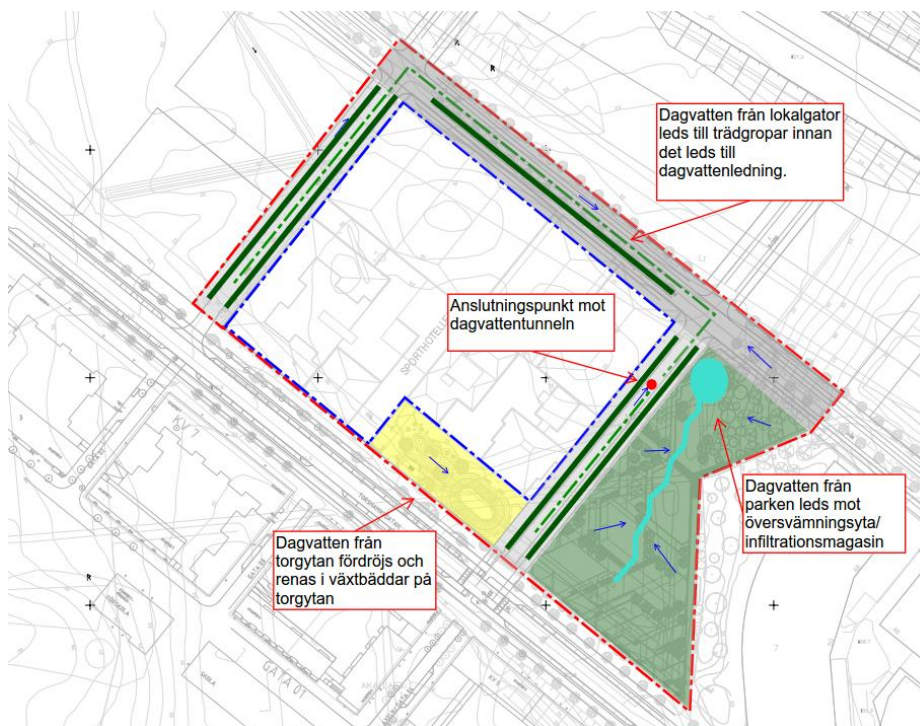 Dagvatten från lokalgator
leds till trädgropar innan
det leds till
dagvattenledning.
Anslutningspunkt mot
dagvattentunneln
SPORTHOTELLE
Dagvatten från
parken leds mot
översvämningsyta/
infiltrationsmagasin
Dagvatten från
torgytan fördröjs och
renas i växtbäddar på
torgytan
GATA 01